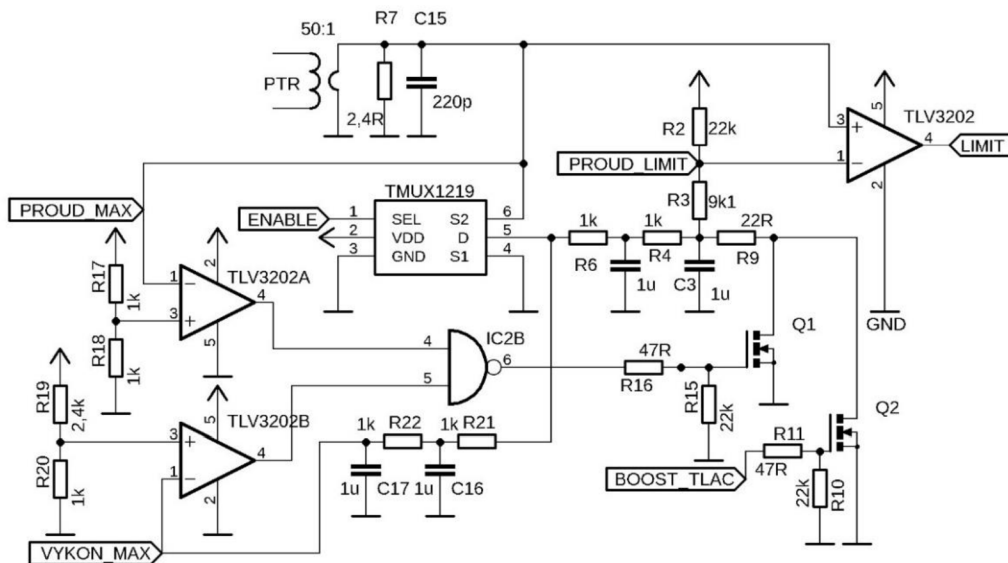 50:1
R7
C15
PTR
2,4R
220p
R2
22k
TLV3202
3
+
5
4
LIMIT
1
−
2
PROUD_LIMIT
R3
9k1
PROUD_MAX
TMUX1219
ENABLE
1
SEL
S2
6
2
VDD
D
5
3
GND
S1
4
1k
R6
1k
R4
22R
R9
1u
C3
1u
GND
R17
1k
R18
1k
2
TLV3202A
1
−
4
3
+
5
R19
2,4k
R20
1k
5
TLV3202B
3
+
4
1
−
2
IC2B
4
5
6
47R
R16
R15
22k
Q1
Q2
R11
47R
22k
R10
BOOST_TLAC
1k
R22
1k
R21
1u
C17
1u
C16
VYKON_MAX